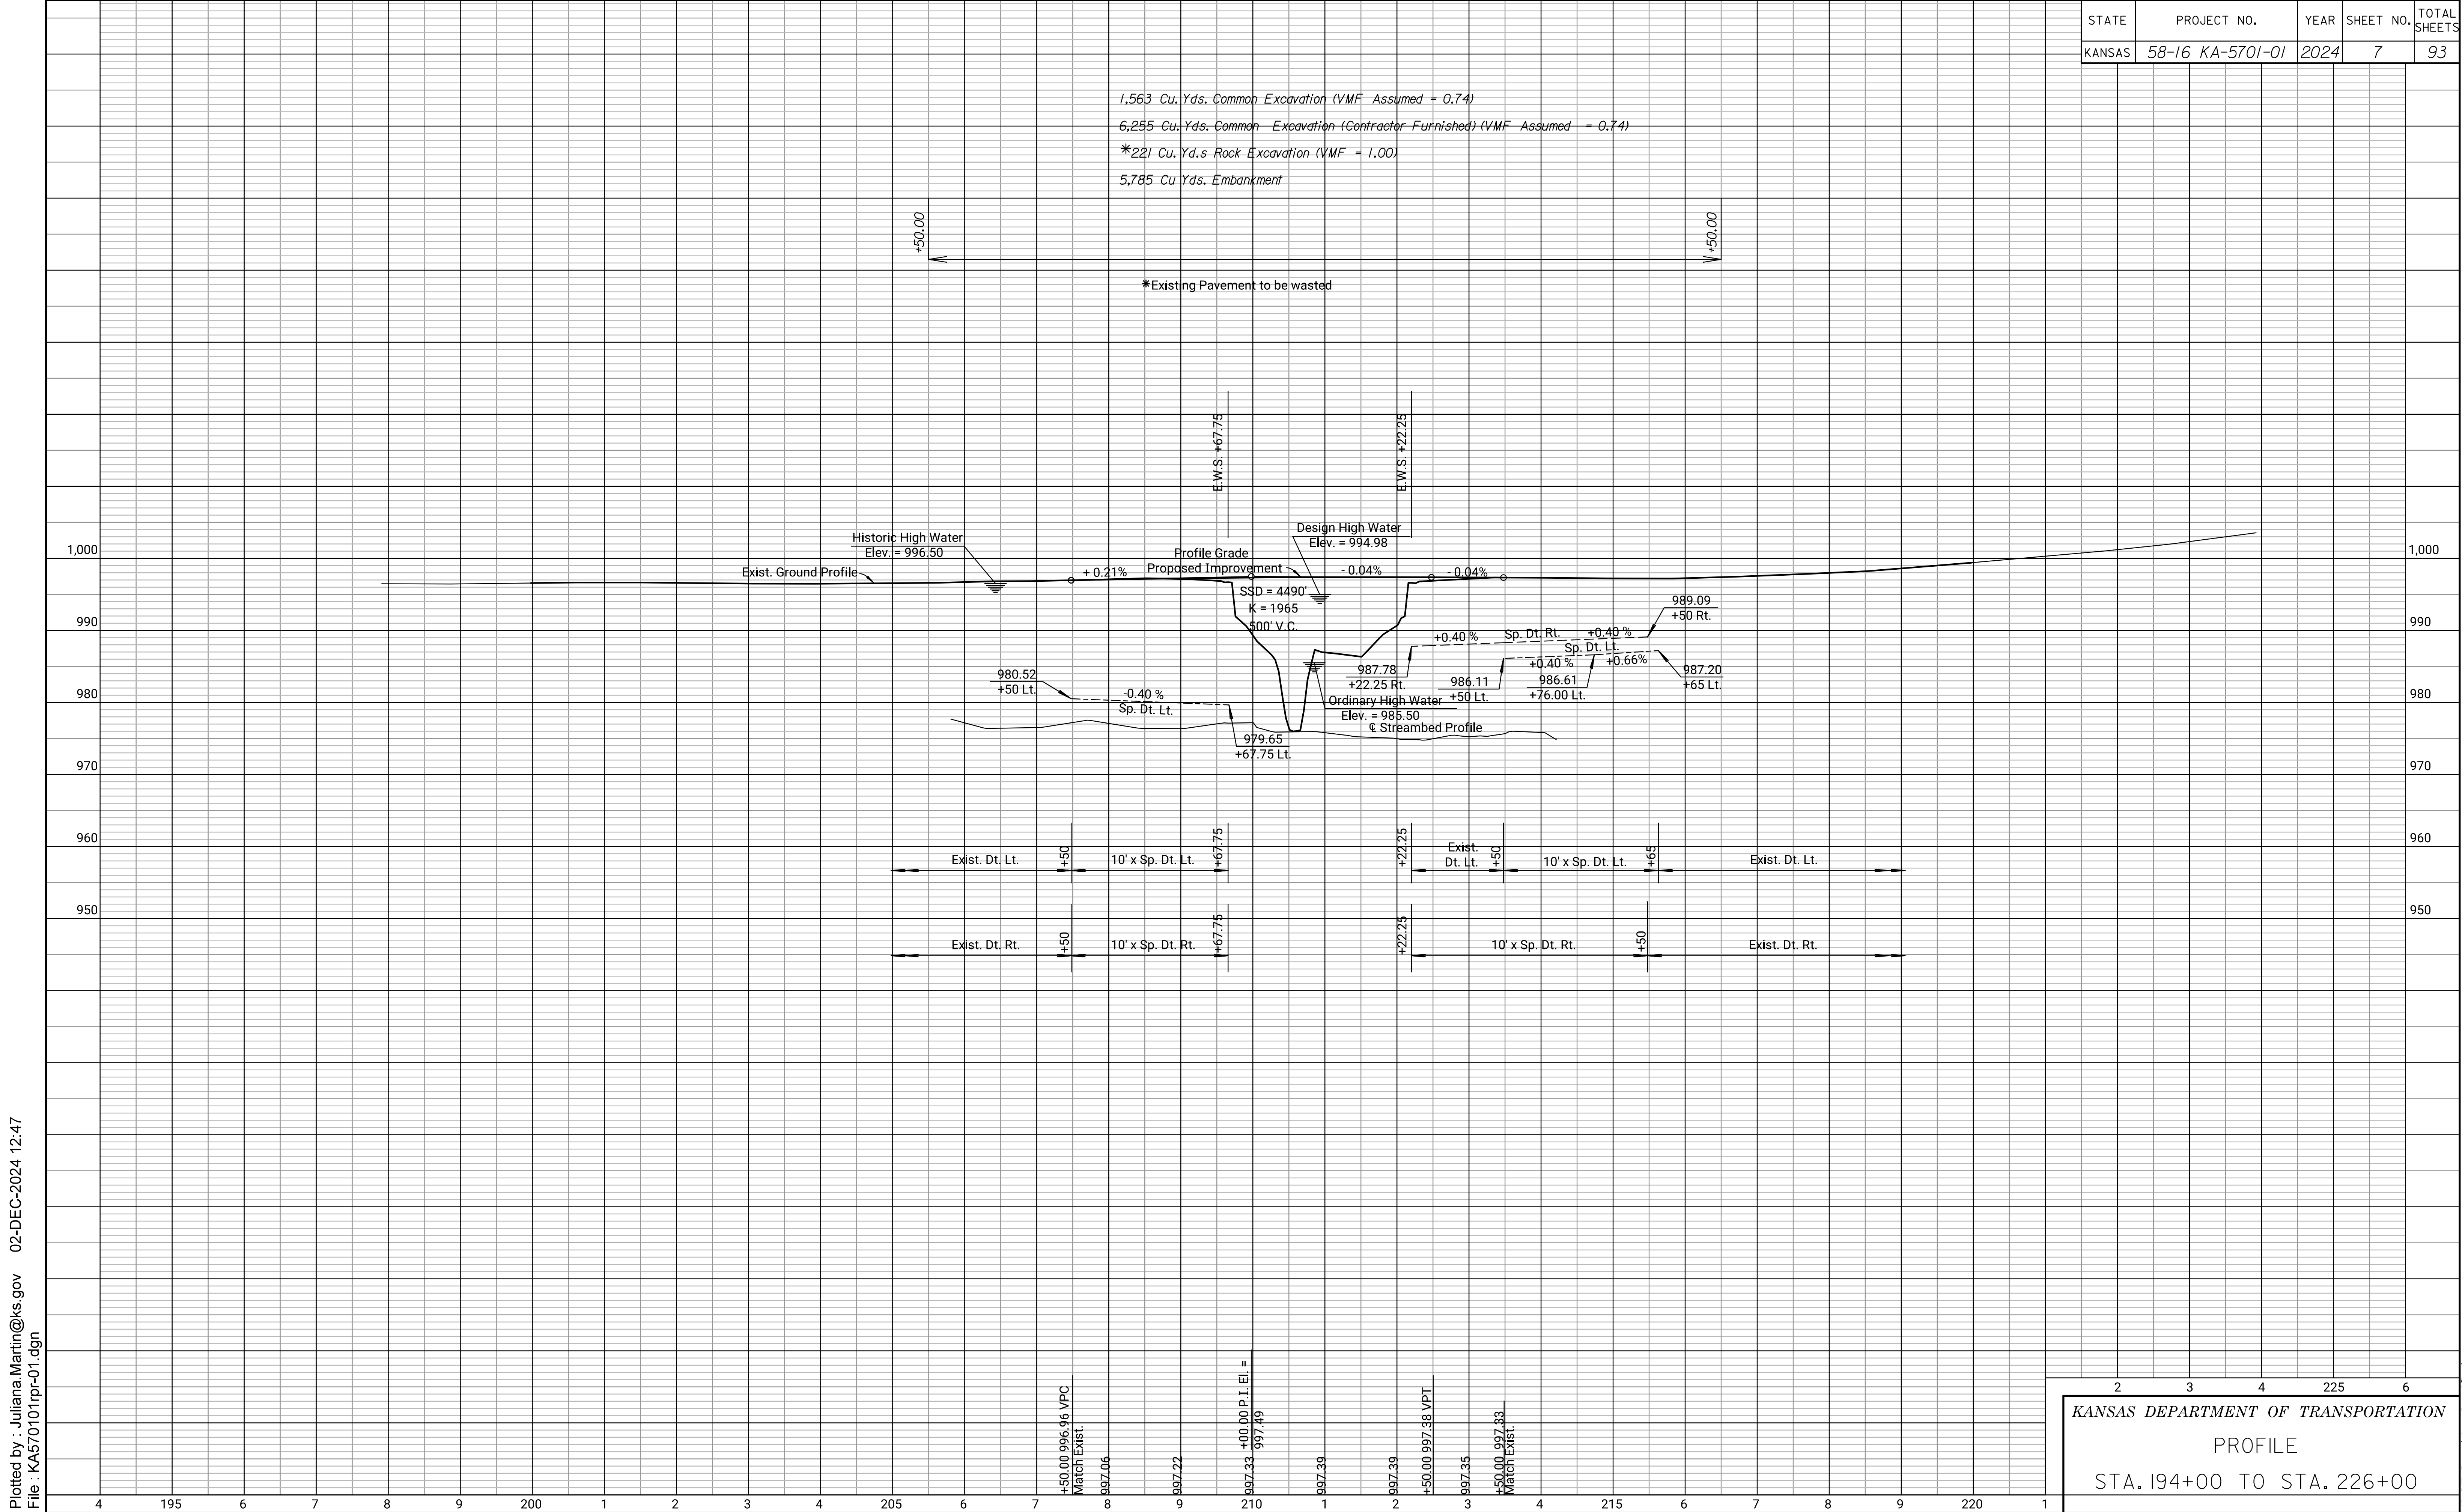 STATE PROJECT NO. YEAR SHEET NO. TOTAL SHEETS
KANSAS 58-16 KA-5701-01 2024 7 93
1,563 Cu. Yds. Common Excavation (VMF Assumed = 0.74)
6,255 Cu. Yds. Common Excavation (Contractor Furnished) (VMF Assumed = 0.74)
*221 Cu. Yd.s Rock Excavation (VMF = 1.00)
5,785 Cu Yds. Embankment
+50.00
+50.00
*Existing Pavement to be wasted
E.W.S. +67.75
E.W.S. +22.25
Historic High Water
Elev. = 996.50
Design High Water
Elev. = 994.98
Profile Grade
Proposed Improvement
Exist. Ground Profile
+ 0.21%
- 0.04%
- 0.04%
SSD = 4490'
K = 1965
500' V.C.
989.09
+50 Rt.
+0.40 %
Sp. Dt. Rt.
+0.40 %
Sp. Dt. Lt.
+0.40 %
+0.66%
987.78
+22.25 Rt.
986.11
+50 Lt.
986.61
+76.00 Lt.
987.20
+65 Lt.
980.52
+50 Lt.
-0.40 %
Sp. Dt. Lt.
Ordinary High Water
Elev. = 985.50
℄ Streambed Profile
979.65
+67.75 Lt.
1,000
990
980
970
960
950
1,000
990
980
970
960
950
Exist. Dt. Lt.
+50
10' x Sp. Dt. Lt.
+67.75
+22.25
Exist.
Dt. Lt.
+50
10' x Sp. Dt. Lt.
+65
Exist. Dt. Lt.
Exist. Dt. Rt.
+50
10' x Sp. Dt. Rt.
+67.75
+22.25
10' x Sp. Dt. Rt.
+50
Exist. Dt. Rt.
+50.00 996.96 VPC
Match Exist.
997.06
997.22
+00.00 P.I. El. =
997.49
997.33
997.39
997.39
+50.00 997.38 VPT
997.35
+50.00 997.33
Match Exist.
4 195 6 7 8 9 200 1 2 3 4 205 6 7 8 9 210 1 2 3 4 215 6 7 8 9 220 1
2 3 4 225 6
KANSAS DEPARTMENT OF TRANSPORTATION
PROFILE
STA. 194+00 TO STA. 226+00
Plotted by : Juliana.Martin@ks.gov 02-DEC-2024 12:47
File : KA570101rpr-01.dgn